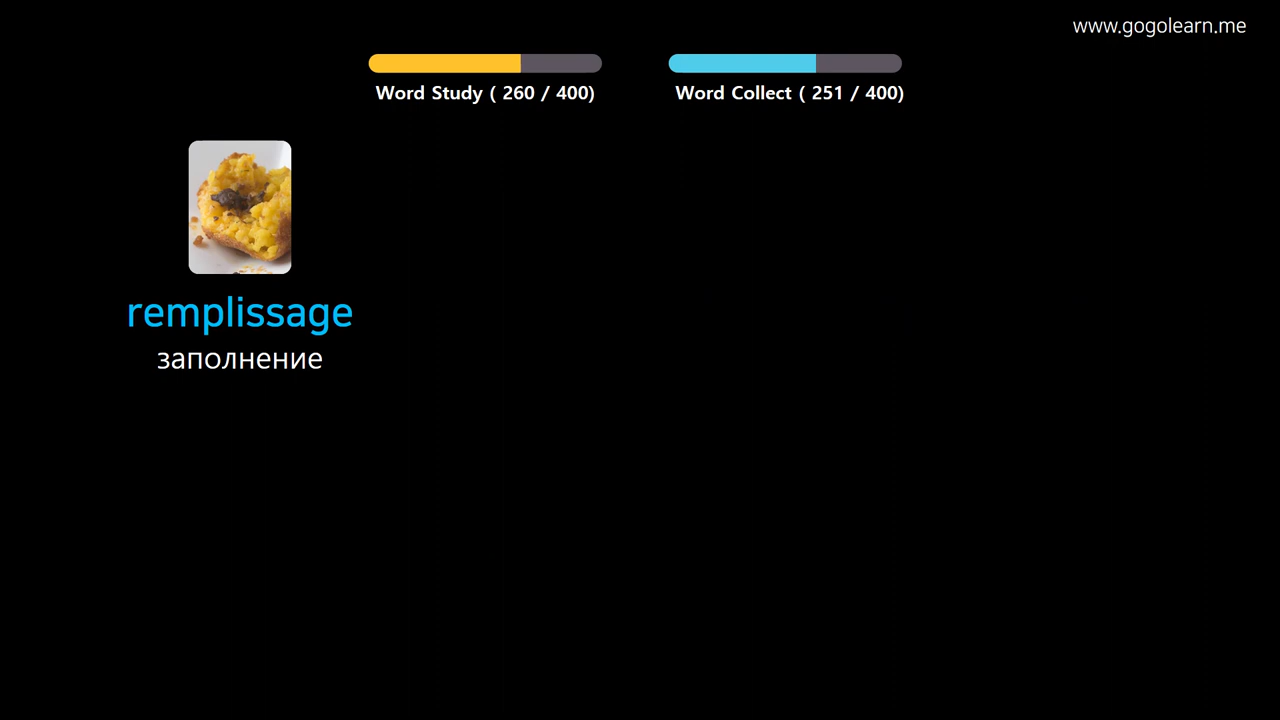 www.gogolearn.me
Word Study ( 260 / 400)
Word Collect ( 251 / 400)
remplissage
заполнение